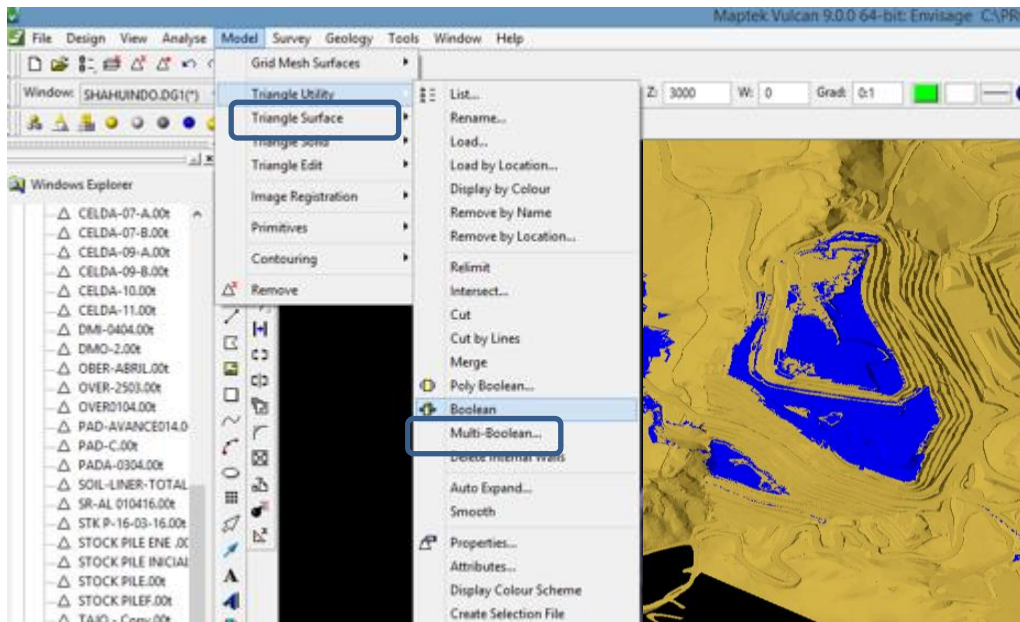 Maptek Vulcan 9.0.0 64-bit: Envisage C:\PR
File Design View Analyse Model Survey Geology Tools Window Help
Window: SHAHUINDO.DG1(*)
Z: 3000 W: 0 Grad: 0:1
Grid Mesh Surfaces
Triangle Utility
Triangle Surface
Triangle Solid
Triangle Edit
Image Registration
Primitives
Contouring
Remove
List...
Rename...
Load...
Load by Location...
Display by Colour
Remove by Name
Remove by Location...
Relimit
Intersect...
Cut
Cut by Lines
Merge
Poly Boolean...
Boolean
Multi-Boolean...
Delete Internal Walls
Auto Expand...
Smooth
Properties...
Attributes...
Display Colour Scheme
Create Selection File
Windows Explorer
CELDA-07-A.00t
CELDA-07-B.00t
CELDA-09-A.00t
CELDA-09-B.00t
CELDA-10.00t
CELDA-11.00t
DMI-0404.00t
DMO-2.00t
OBER-ABRIL.00t
OVER-2503.00t
OVER0104.00t
PAD-AVANCE014.0
PAD-C.00t
PADA-0304.00t
SOIL-LINER-TOTAL
SR-AL 010416.00t
STK P-16-03-16.00t
STOCK PILE ENE .0(
STOCK PILE INICIAL
STOCK PILE.00t
STOCK PILEF.00t
TAJO - Copy.00t
A